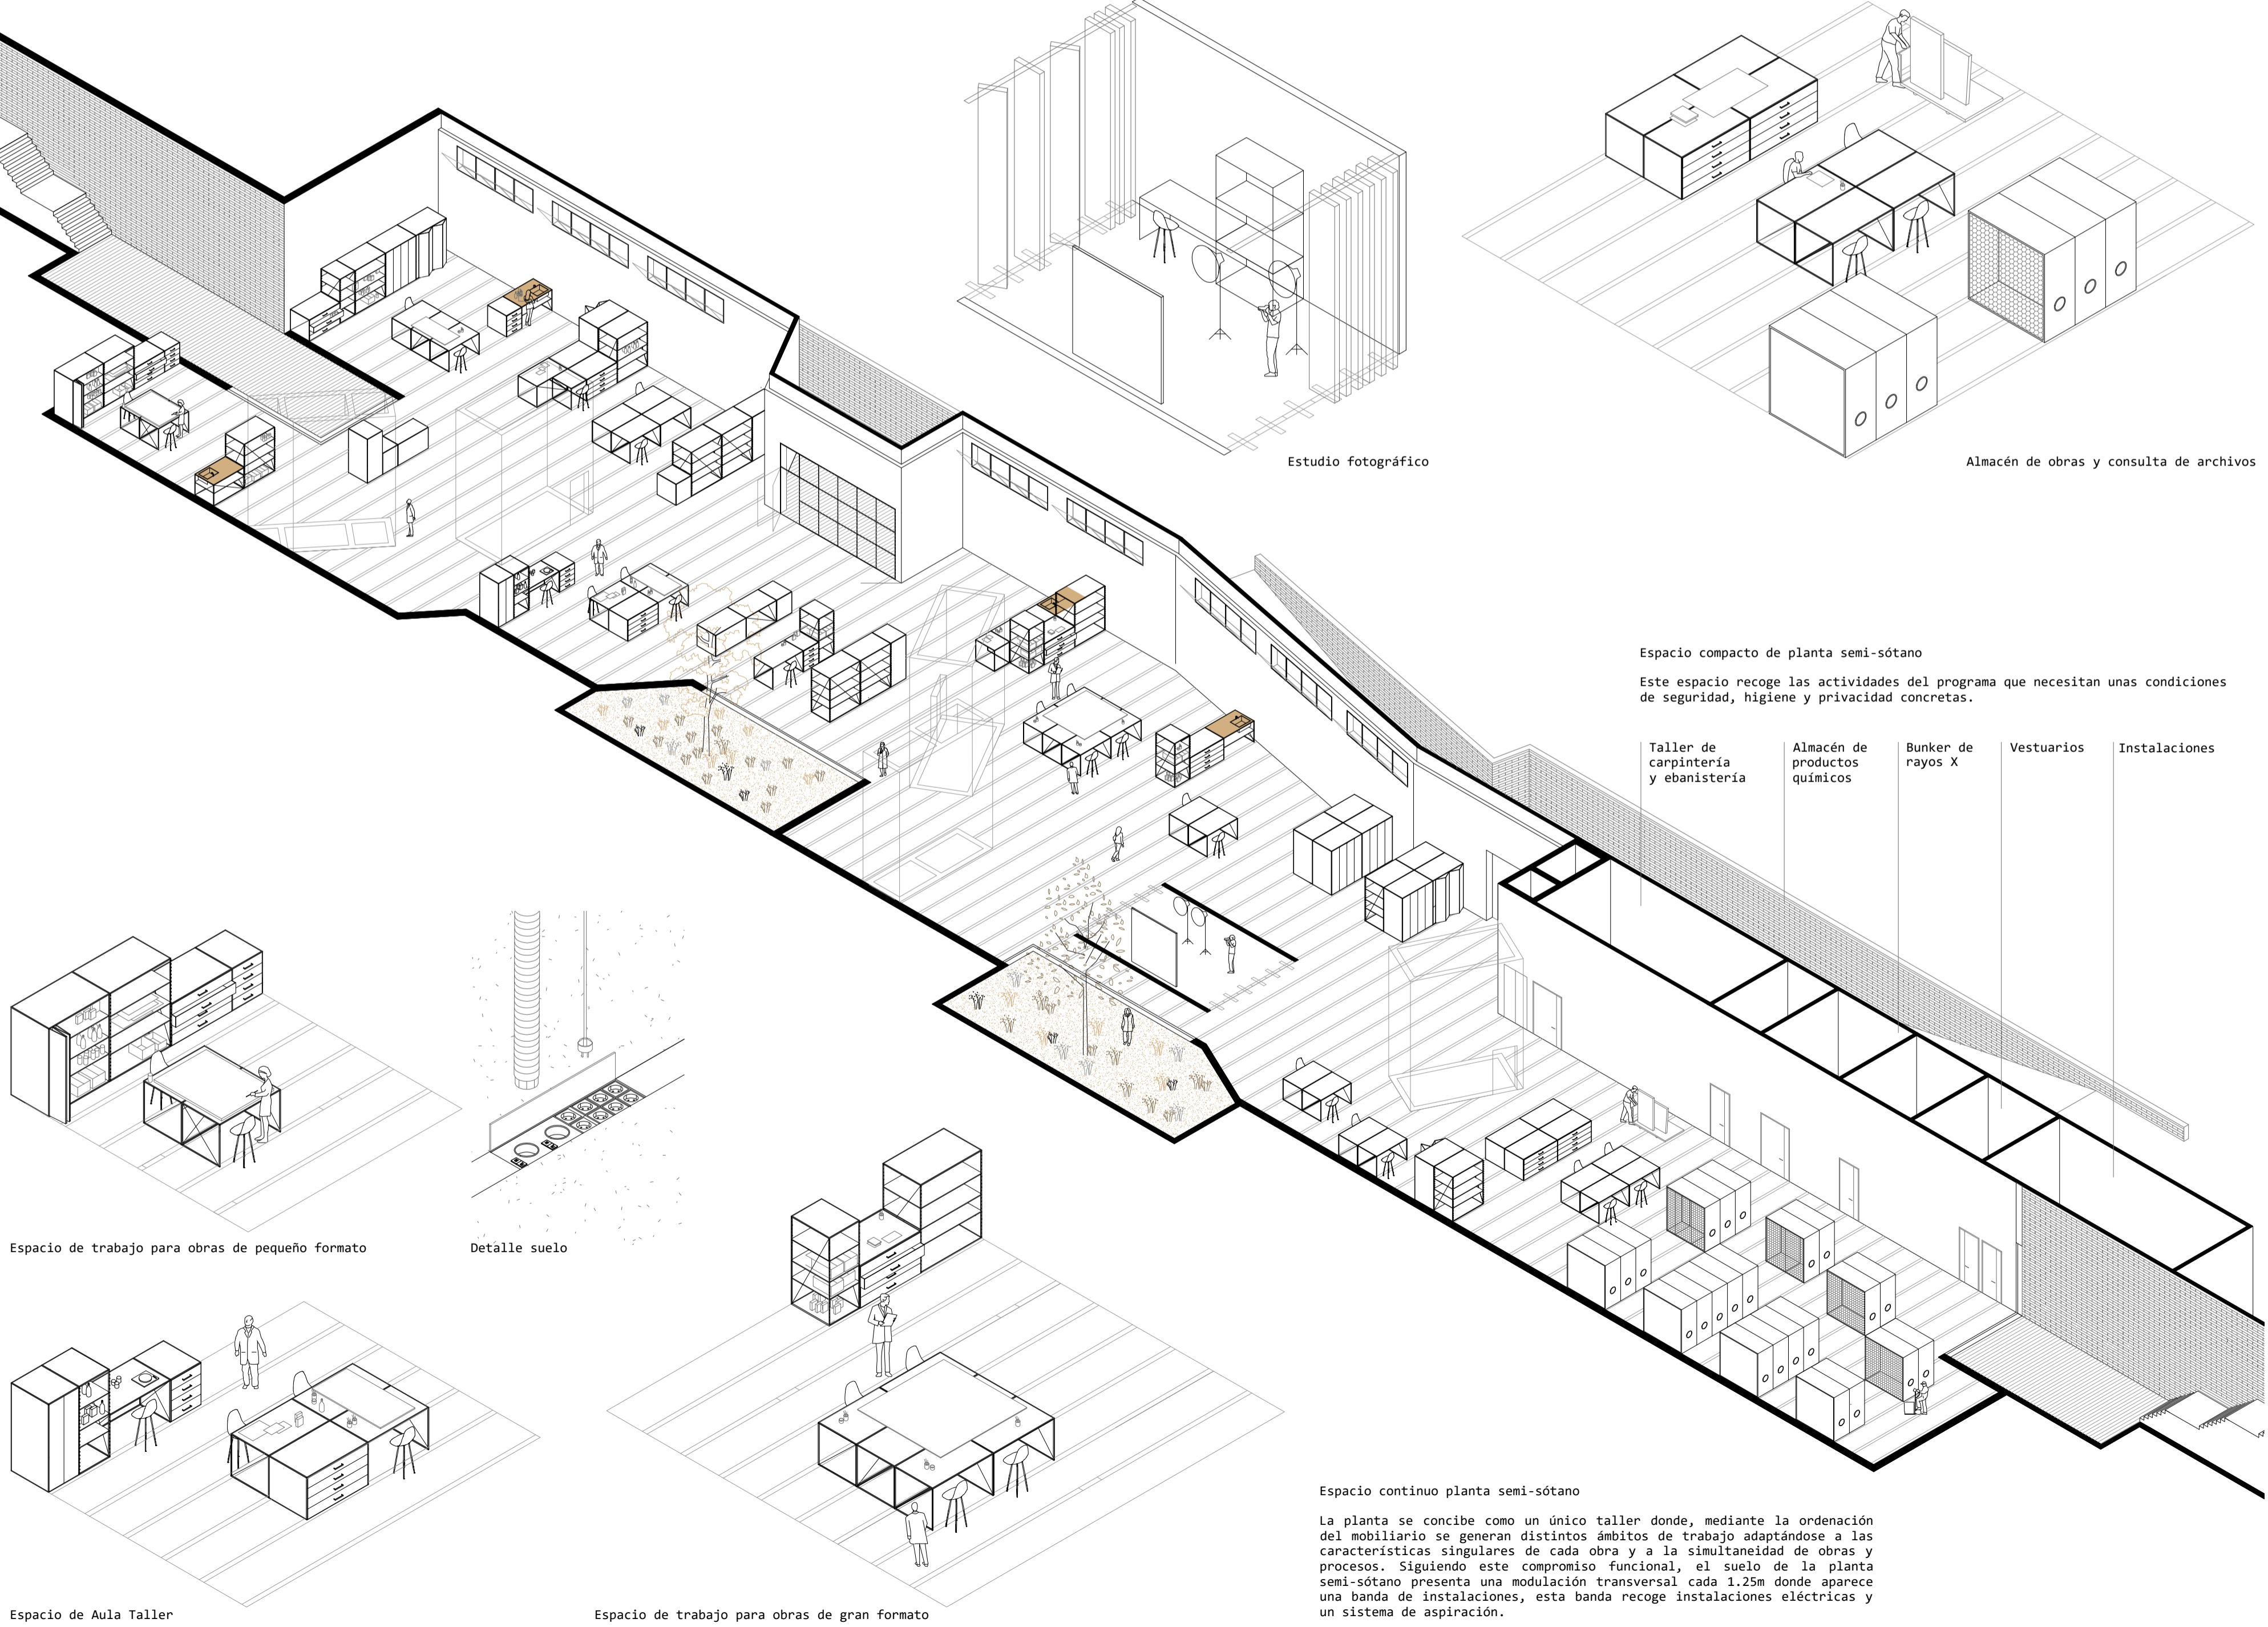 Estudio fotográfico
Almacén de obras y consulta de archivos
Espacio compacto de planta semi-sótano
Este espacio recoge las actividades del programa que necesitan unas condiciones
de seguridad, higiene y privacidad concretas.
Taller de
carpintería
y ebanistería
Almacén de
productos
químicos
Bunker de
rayos X
Vestuarios
Instalaciones
Espacio de trabajo para obras de pequeño formato
Detalle suelo
Espacio de Aula Taller
Espacio de trabajo para obras de gran formato
Espacio continuo planta semi-sótano
La planta se concibe como un único taller donde, mediante la ordenación
del mobiliario se generan distintos ámbitos de trabajo adaptándose a las
características singulares de cada obra y a la simultaneidad de obras y
procesos. Siguiendo este compromiso funcional, el suelo de la planta
semi-sótano presenta una modulación transversal cada 1.25m donde aparece
una banda de instalaciones, esta banda recoge instalaciones eléctricas y
un sistema de aspiración.